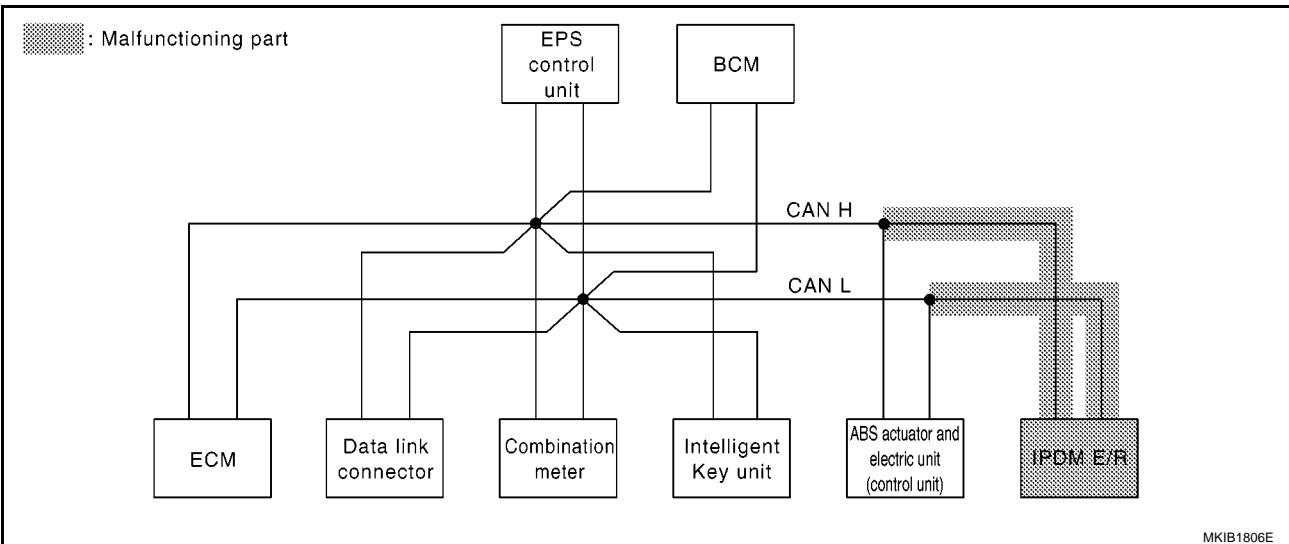 : Malfunctioning part
EPS
control
unit
BCM
CAN H
CAN L
ECM
Data link
connector
Combination
meter
Intelligent
Key unit
ABS actuator and
electric unit
(control unit)
IPDM E/R
MKIB1806E